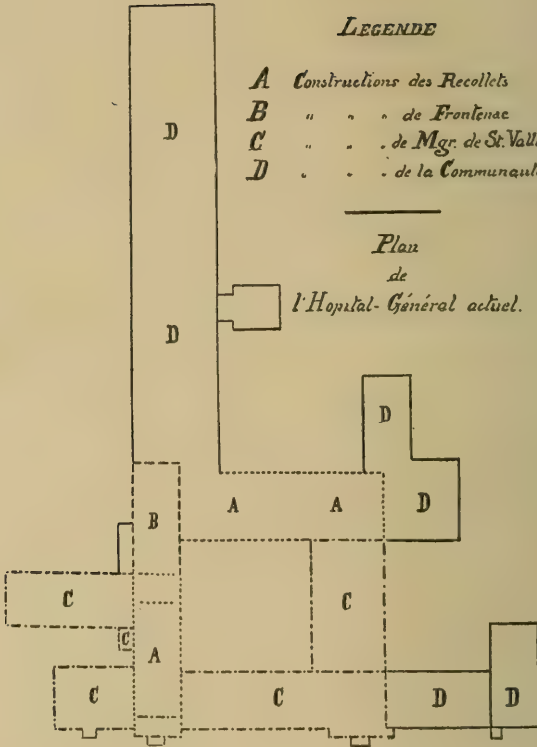 LEGENDE
A Constructions des Recollets
B " " " de Frontenac
C " " . de Mgr. de St. Vall
D . . . de la Communaut
Plan
de
l'Hopital-Général actuel.
D
D
D
B A A D
C C
C
A
C C D D